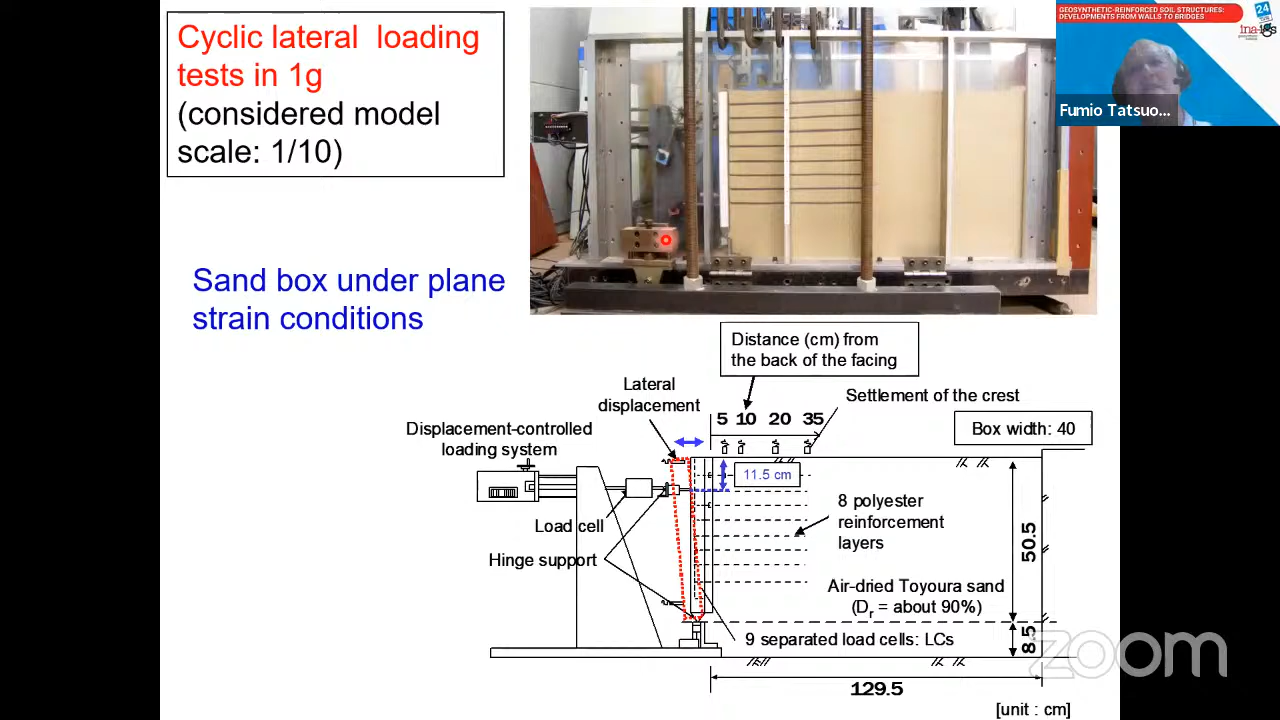 Cyclic lateral loading
tests in 1g
(considered model
scale: 1/10)
Sand box under plane
strain conditions
GEOSYNTHETIC-REINFORCED SOIL STRUCTURES:
DEVELOPMENTS FROM WALLS TO BRIDGES
24
ina-igs
Fumio Tatsuo...
Distance (cm) from
the back of the facing
Lateral
displacement
5 10 20 35
Settlement of the crest
Box width: 40
Displacement-controlled
loading system
11.5 cm
8 polyester
reinforcement
layers
Load cell
Hinge support
50.5
Air-dried Toyoura sand
(Dr = about 90%)
9 separated load cells: LCs
8.5
zoom
129.5
[unit : cm]